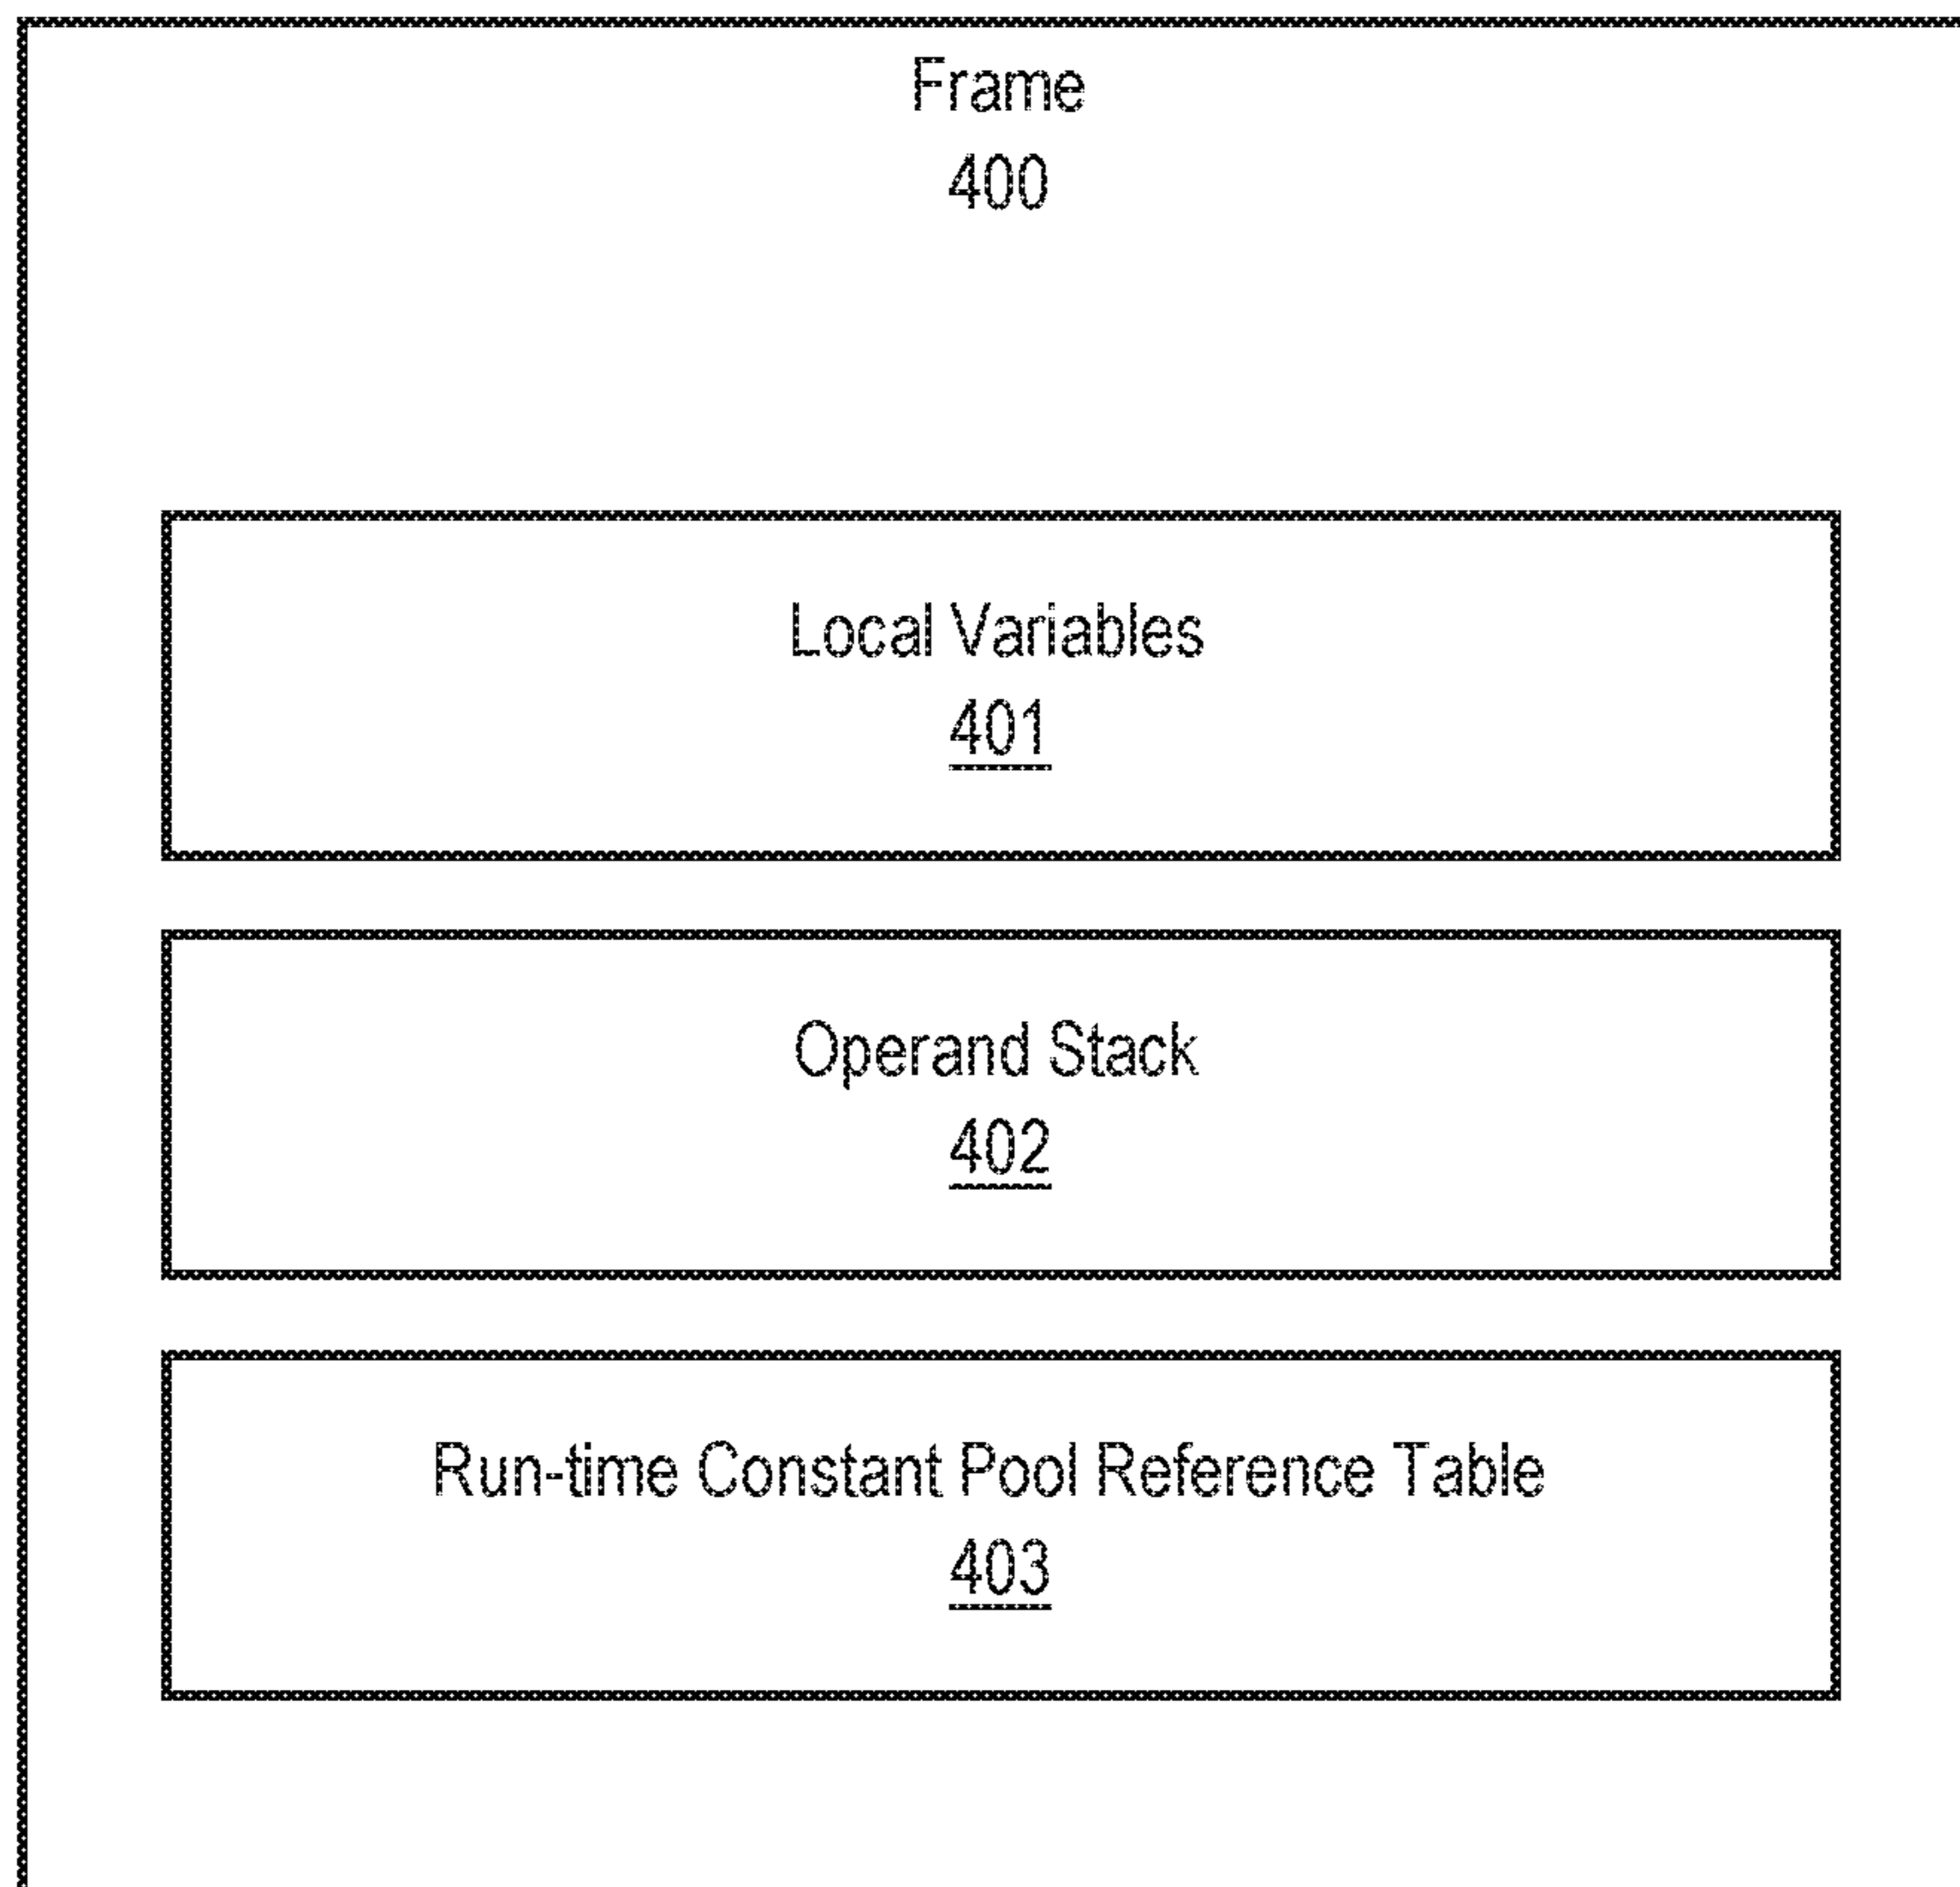 Frame
400
Local Variables
401
Operand Stack
402
Run-time Constant Pool Reference Table
403